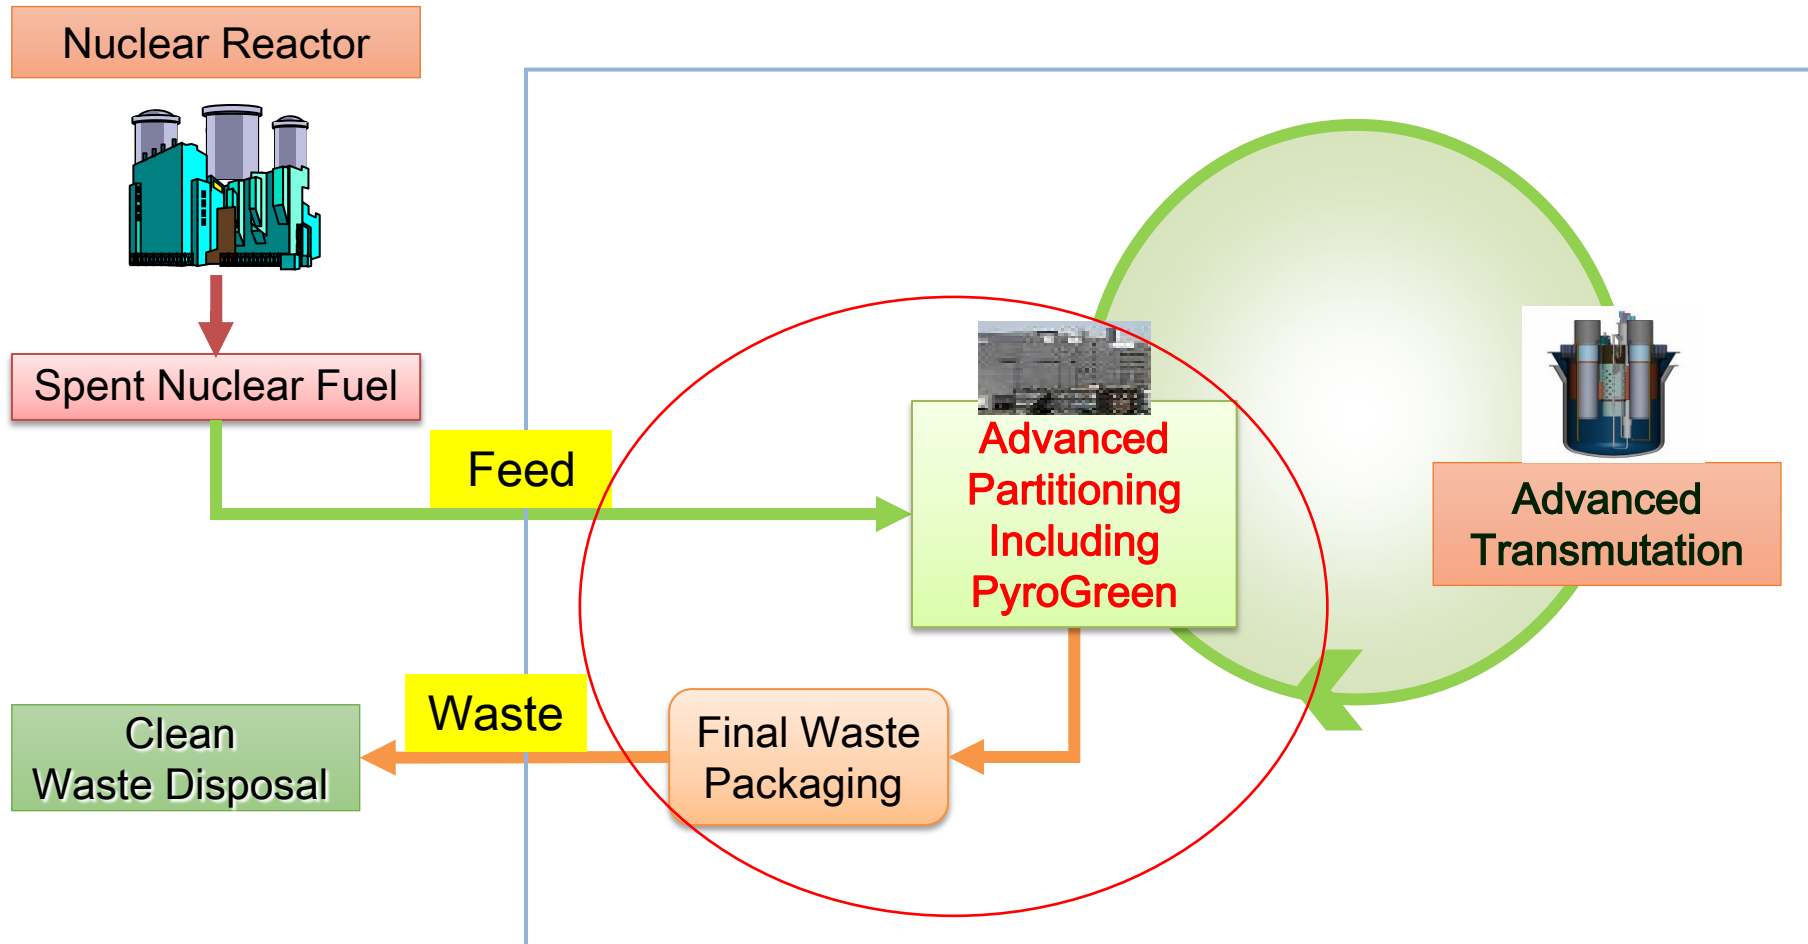 Nuclear Reactor
Spent Nuclear Fuel
Feed
Advanced
Partitioning
Including
PyroGreen
Advanced
Transmutation
Waste
Final Waste
Packaging
Clean
Waste Disposal